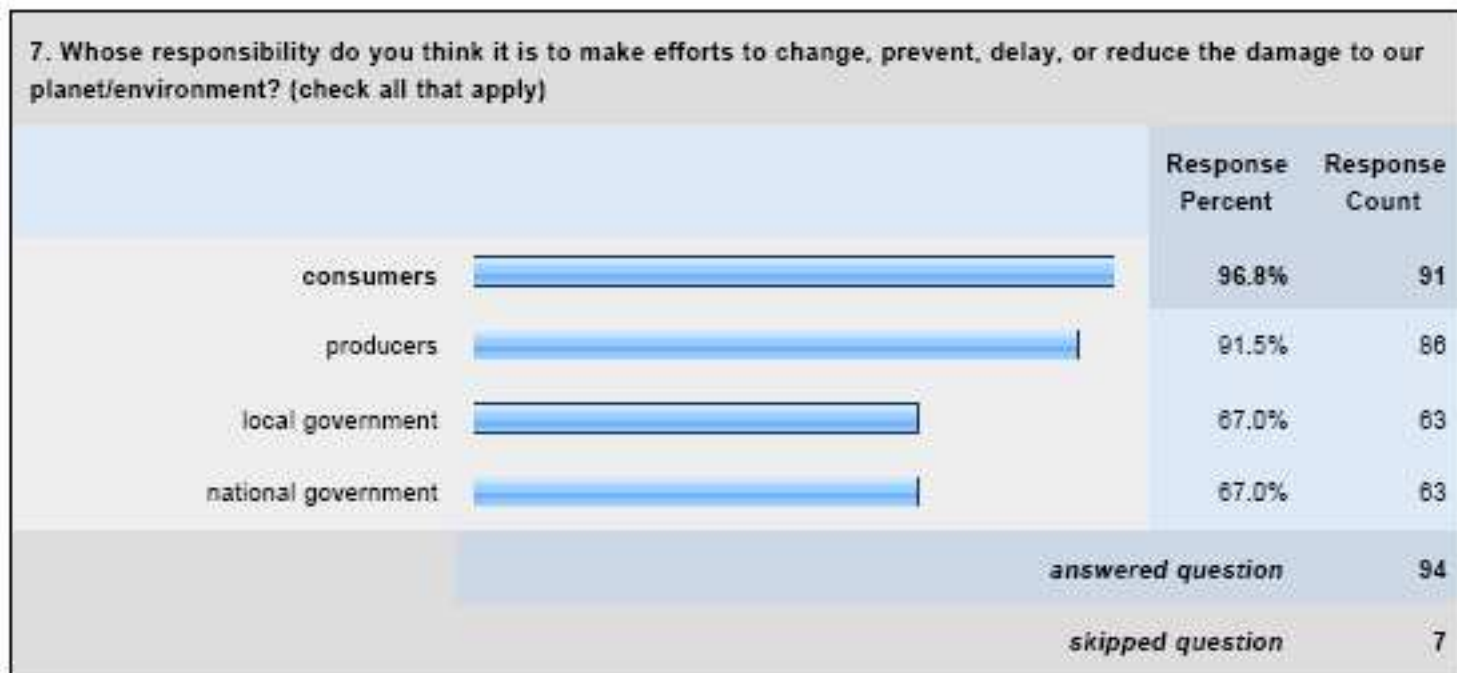 7. Whose responsibility do you think it is to make efforts to change, prevent, delay, or reduce the damage to our
planet/environment? (check all that apply)
Response Percent
Response Count
consumers 96.8% 91
producers 91.5% 86
local government 67.0% 63
national government 67.0% 63
answered question 94
skipped question 7